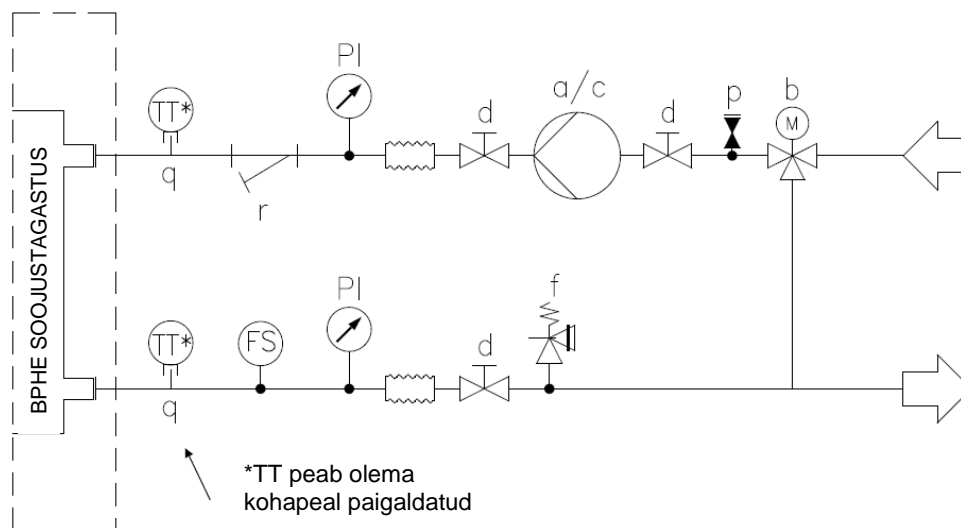 PI
a/c
TT*
d
d
p
b
M
q
r
BPHE SOOJUSTAGASTUS
PI
f
TT*
FS
d
q
*TT peab olema
kohapeal paigaldatud